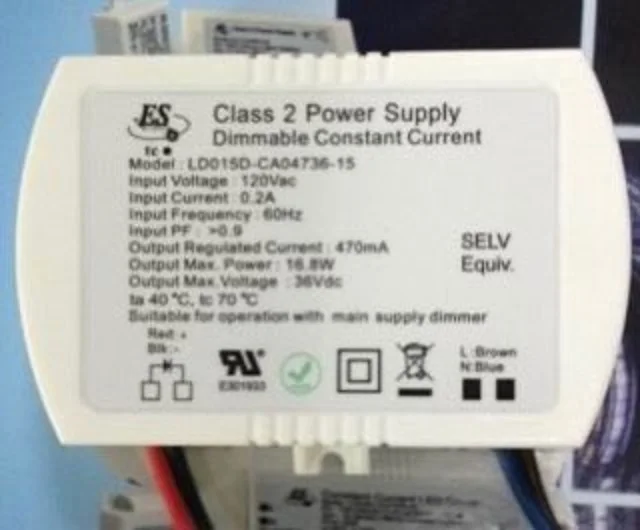 ES
Class 2 Power Supply
Dimmable Constant Current
tc
Model : LD015D-CA04736-15
Input Voltage : 120Vac
Input Current : 0.2A
Input Frequency : 60Hz
Input PF : >0.9
Output Regulated Current : 470mA
Output Max. Power : 16.8W
Output Max. Voltage : 36Vdc
SELV
Equiv.
ta 40 ℃, tc 70 ℃
Suitable for operation with main supply dimmer
Red: +
Blk: -
L :Brown
N:Blue
E301933